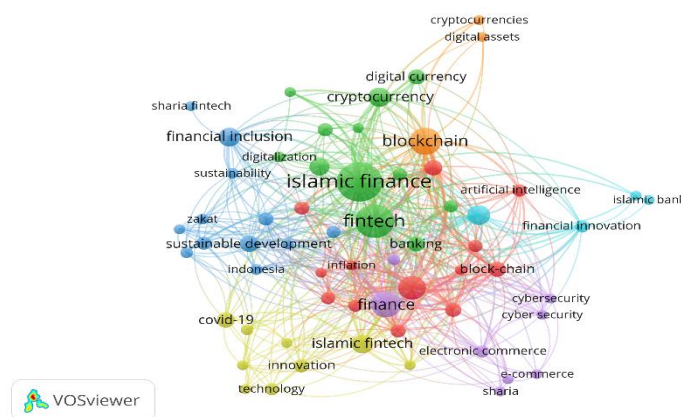 cryptocurrencies
digital assets
digital currency
cryptocurrency
sharia fintech
financial inclusion
blockchain
digitalization
sustainability
islamic finance
artificial intelligence
islamic bank
zakat
fintech
financial innovation
sustainable development
banking
indonesia
inflation
block-chain
finance
cybersecurity
cyber security
covid-19
islamic fintech
electronic commerce
innovation
e-commerce
technology
sharia
VOSviewer